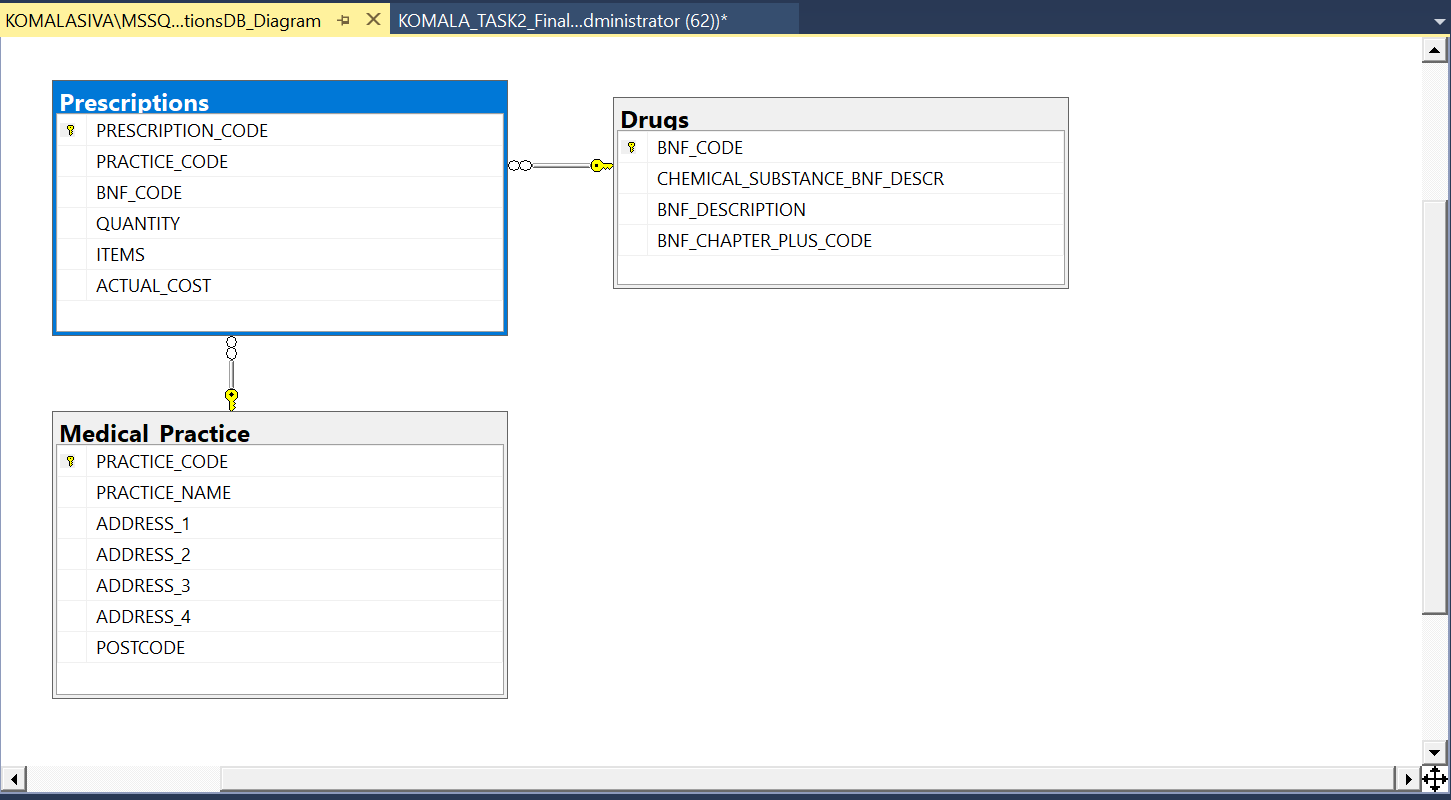 KOMALASIVA\MSSQ...tionsDB_Diagram
KOMALA_TASK2_Final...dministrator (62))*
Prescriptions
PRESCRIPTION_CODE
PRACTICE_CODE
BNF_CODE
QUANTITY
ITEMS
ACTUAL_COST
Drugs
BNF_CODE
CHEMICAL_SUBSTANCE_BNF_DESCR
BNF_DESCRIPTION
BNF_CHAPTER_PLUS_CODE
Medical_Practice
PRACTICE_CODE
PRACTICE_NAME
ADDRESS_1
ADDRESS_2
ADDRESS_3
ADDRESS_4
POSTCODE